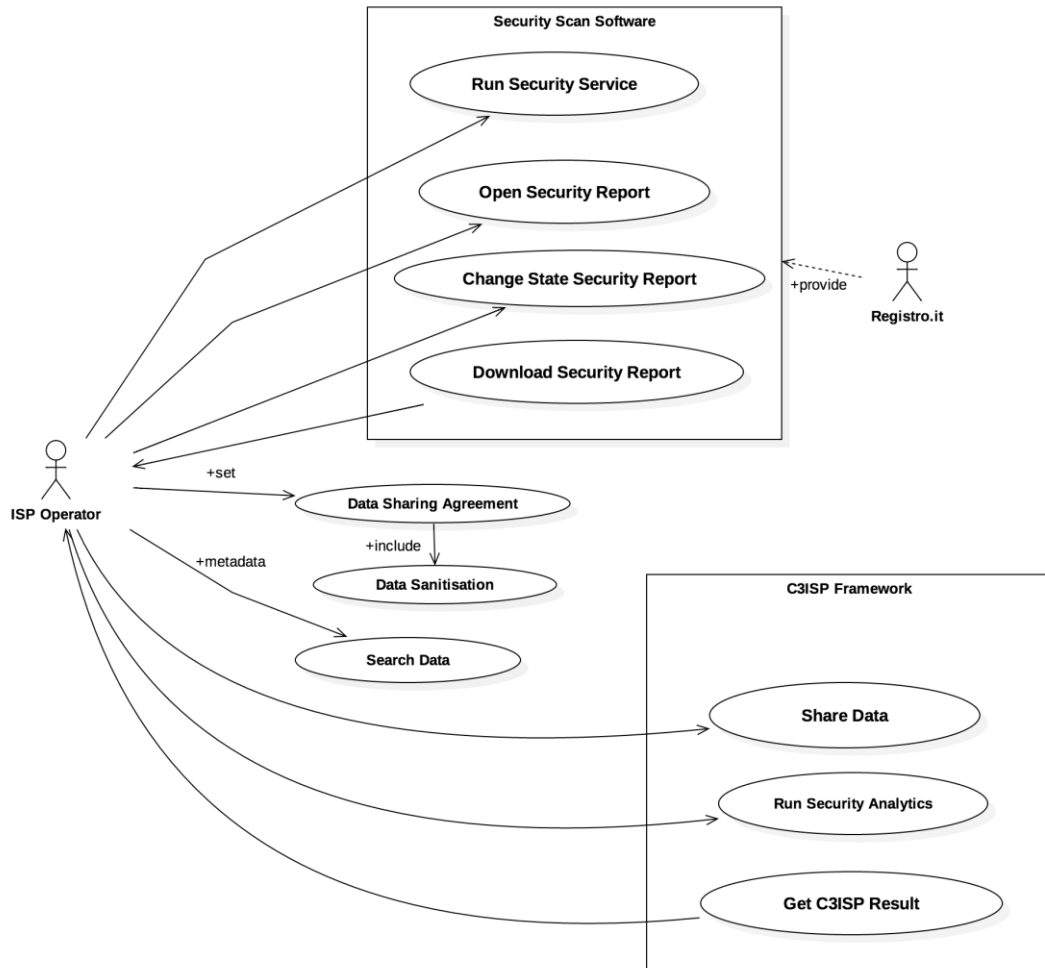 Security Scan Software
Run Security Service
Open Security Report
Change State Security Report
+provide
Registro.it
Download Security Report
ISP Operator
+set
Data Sharing Agreement
+include
+metadata
Data Sanitisation
C3ISP Framework
Search Data
Share Data
Run Security Analytics
Get C3ISP Result